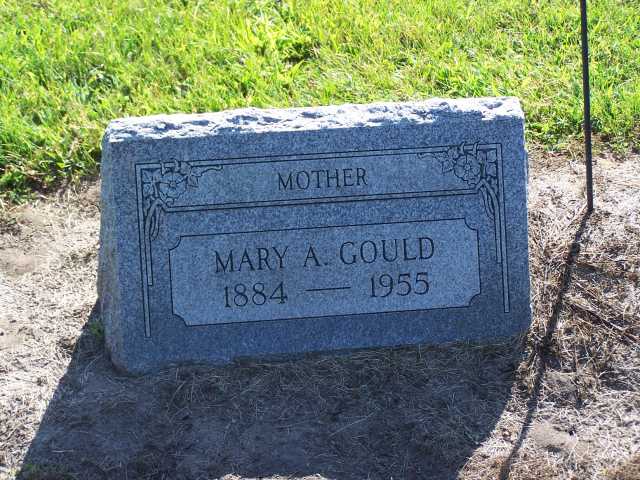 MOTHER
MARY A. GOULD
1884 — 1955